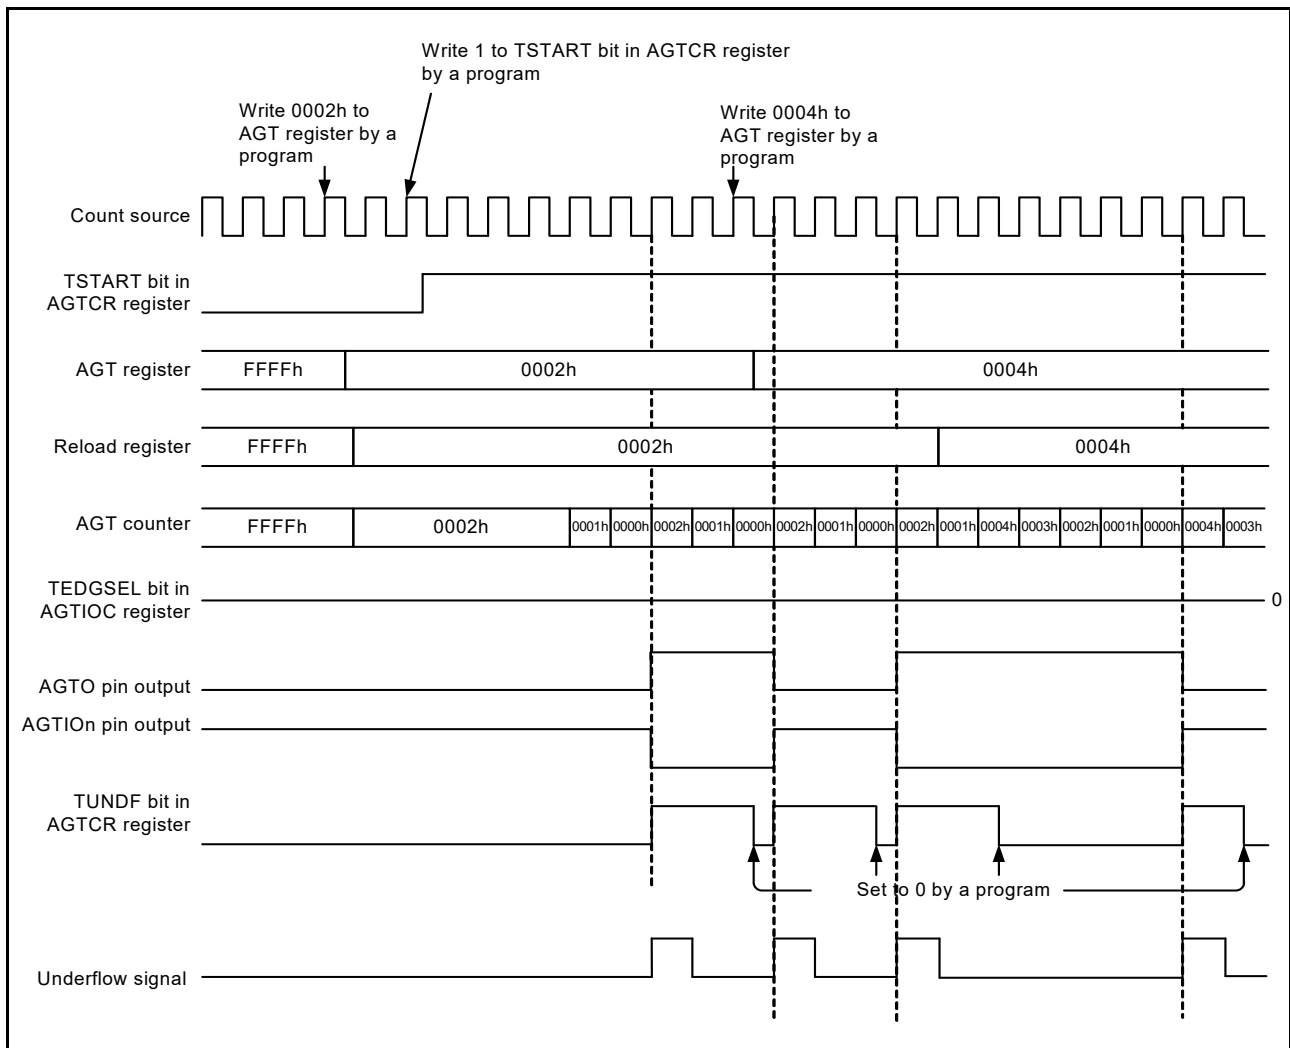 Write 1 to TSTART bit in AGTCR register
by a program
Write 0002h to
AGT register by a
program
Write 0004h to
AGT register by a
program
Count source
TSTART bit in
AGTCR register
AGT register
FFFFh
0002h
0004h
Reload register
FFFFh
0002h
0004h
AGT counter
FFFFh
0002h
0001h
0000h
0002h
0001h
0000h
0002h
0001h
0000h
0002h
0001h
0004h
0003h
0002h
0001h
0000h
0004h
0003h
TEDGSEL bit in
AGTIOC register
0
AGTO pin output
AGTIOn pin output
TUNDF bit in
AGTCR register
Set to 0 by a program
Underflow signal